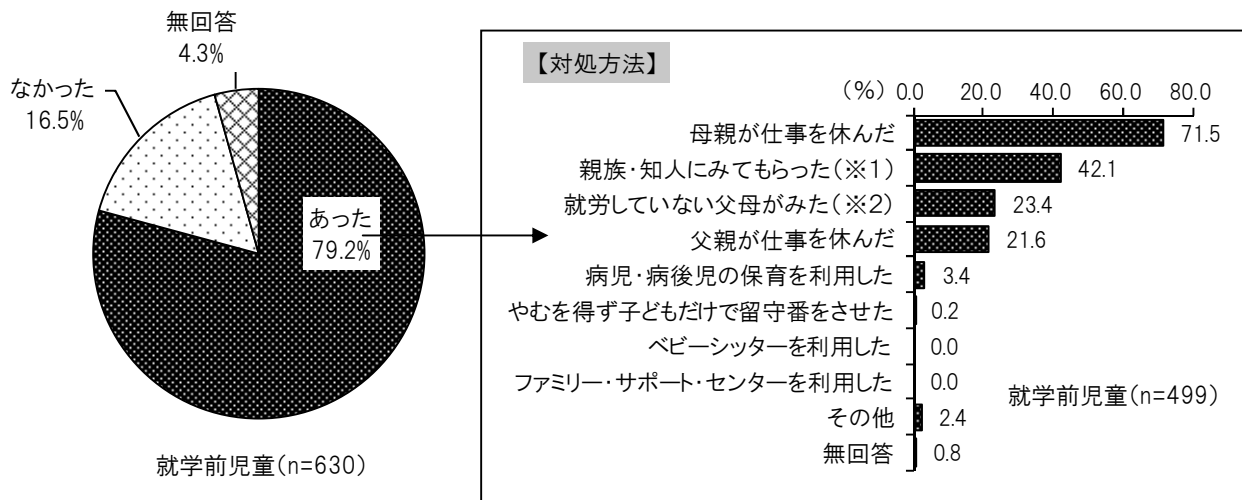 無回答
4.3%
なかった
16.5%
あった
79.2%
就学前児童(n=630)
【対処方法】
(%) 0.0 20.0 40.0 60.0 80.0
母親が仕事を休んだ 71.5
親族・知人にみてもらった(※1) 42.1
就労していない父母がみた(※2) 23.4
父親が仕事を休んだ 21.6
病児・病後児の保育を利用した 3.4
やむを得ず子どもだけで留守番をさせた 0.2
ベビーシッターを利用した 0.0
ファミリー・サポート・センターを利用した 0.0
その他 2.4
無回答 0.8
就学前児童(n=499)